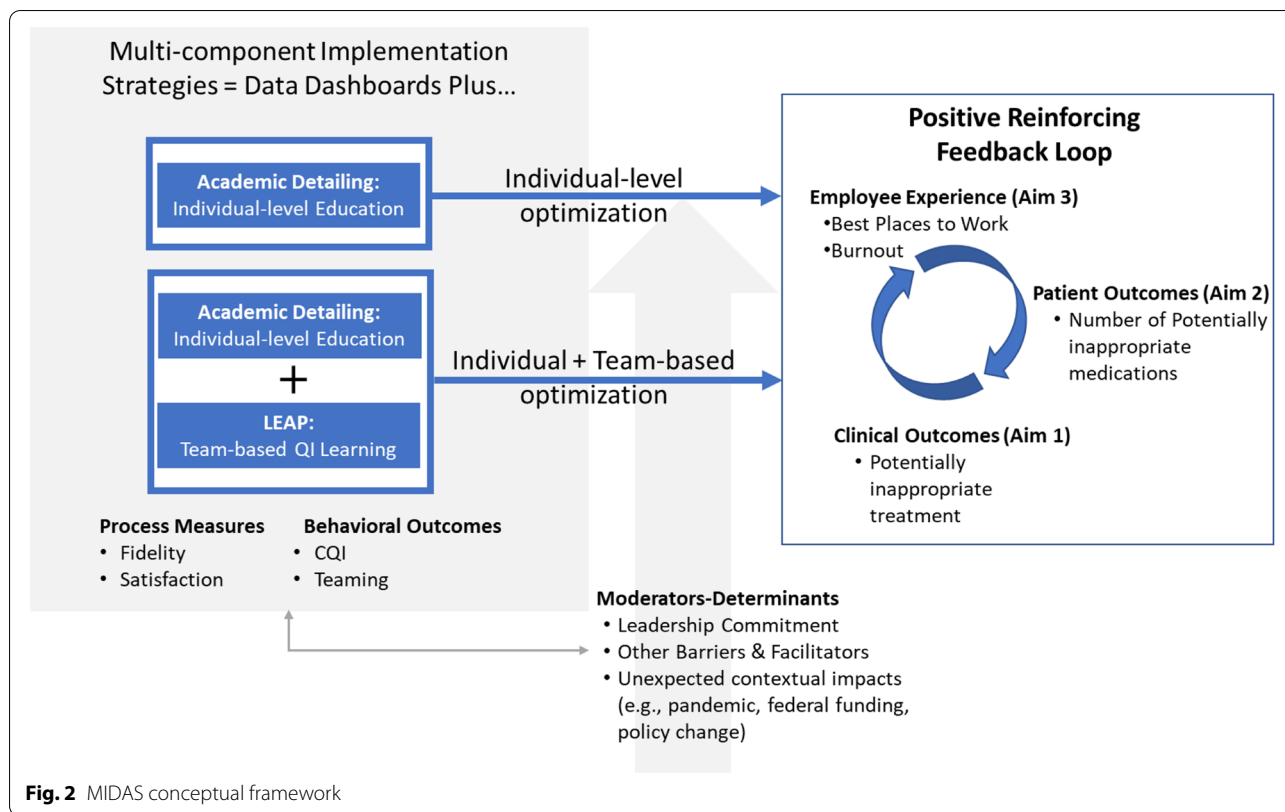 Multi-component Implementation
Strategies = Data Dashboards Plus...
Academic Detailing:
Individual-level Education
Individual-level
optimization
Academic Detailing:
Individual-level Education
+
LEAP:
Team-based QI Learning
Individual + Team-based
optimization
Process Measures
• Fidelity
• Satisfaction
Behavioral Outcomes
• CQI
• Teaming
Positive Reinforcing
Feedback Loop
Employee Experience (Aim 3)
•Best Places to Work
•Burnout
Patient Outcomes (Aim 2)
• Number of Potentially
inappropriate
medications
Clinical Outcomes (Aim 1)
• Potentially
inappropriate
treatment
Moderators-Determinants
• Leadership Commitment
• Other Barriers & Facilitators
• Unexpected contextual impacts
(e.g., pandemic, federal funding,
policy change)
Fig. 2 MIDAS conceptual framework